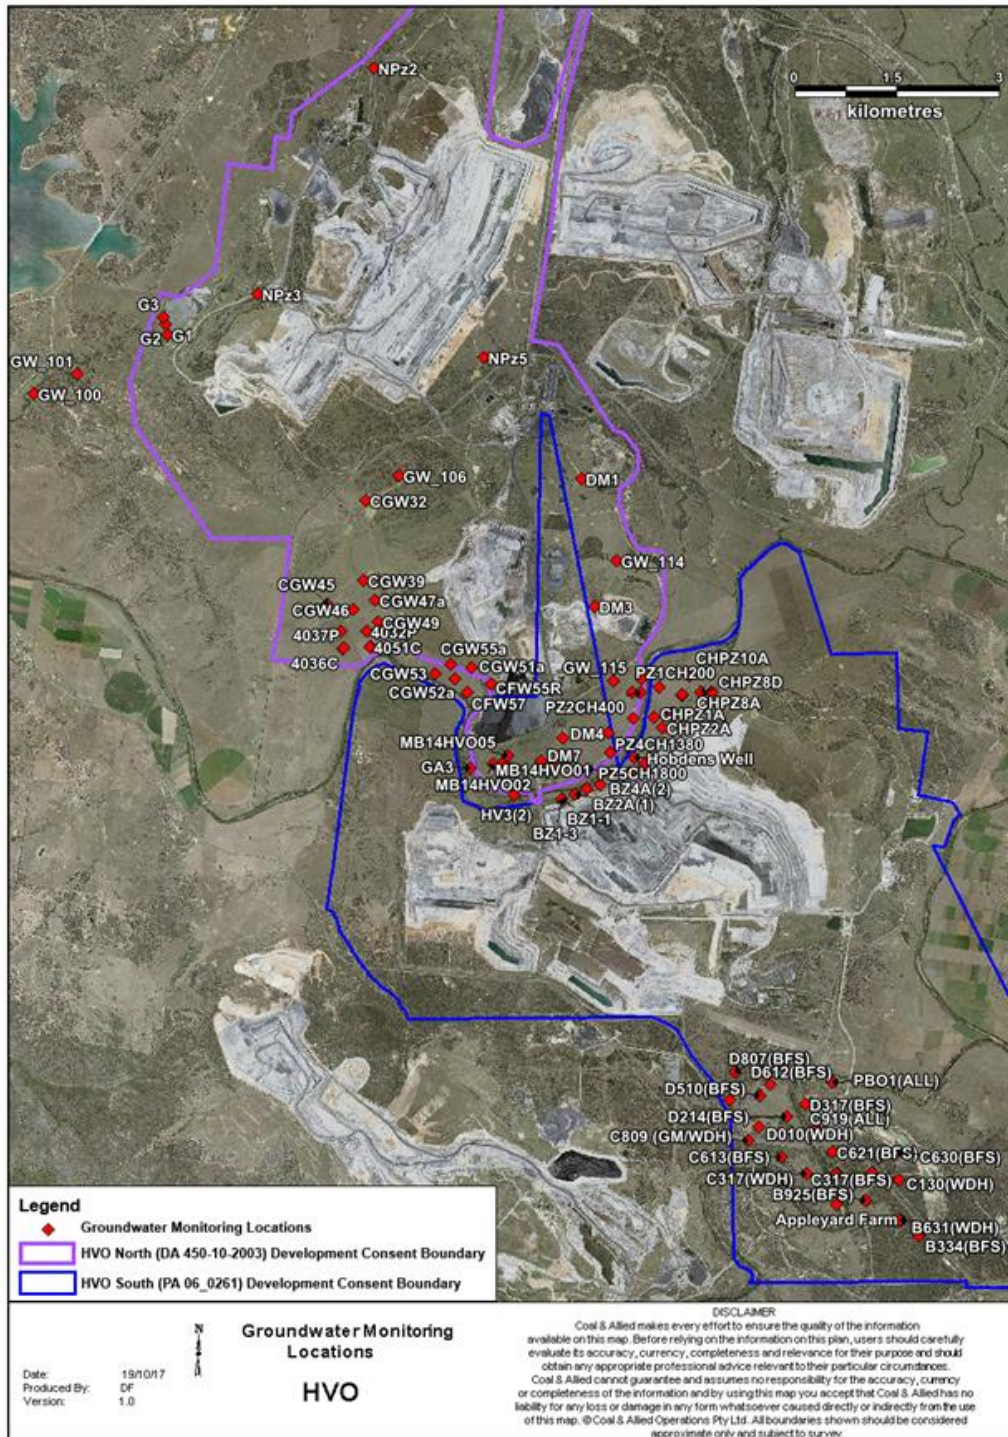 NPz2
0 1.5 3
kilometres
G3
NPz3
G2 G1
GW_101
NPz5
GW_100
GW_106
DM1
CGW32
GW_114
CGW39
CGW45
CGW47a
DM3
CGW46
CGW49
4037P 4032P
4051C
4036C
CGW55a
CGW51a
GW_115
CHPZ10A
CGW53
PZ1CH200
CFW55R
CHPZ8D
CGW52a
CFW57
CHPZ8A
PZ2CH400
CHPZ1A
CHPZ2A
DM4
MB14HVO05
PZ4CH1380
DM7
Hobdens Well
GA3
MB14HVO01
PZ5CH1800
MB14HVO02
BZ4A(2)
HV3(2)
BZ2A(1)
BZ1-1
BZ1-3
D807(BFS)
D612(BFS)
D510(BFS)
PBO1(ALL)
D317(BFS)
D214(BFS)
C919(ALL)
C809 (GM/WDH)
D010(WDH)
C613(BFS)
C621(BFS)
C630(BFS)
C317(WDH)
C317(BFS)
C130(WDH)
B925(BFS)
Appleyard Farm
B631(WDH)
B334(BFS)
Legend
Groundwater Monitoring Locations
HVO North (DA 450-10-2003) Development Consent Boundary
HVO South (PA 06_0261) Development Consent Boundary
N
Groundwater Monitoring
Locations
HVO
Date: 19/10/17
Produced By: DF
Version: 1.0
DISCLAIMER
Coal & Allied makes every effort to ensure the quality of the information
available on this map. Before relying on the information on this plan, users should carefully
evaluate its accuracy, currency, completeness and relevance for their purpose and should
obtain any appropriate professional advice relevant to their particular circumstances.
Coal & Allied cannot guarantee and assumes no responsibility for the accuracy, currency
or completeness of the information and by using this map you accept that Coal & Allied has no
liability for any loss or damage in any form whatsoever caused directly or indirectly from the use
of this map. © Coal & Allied Operations Pty Ltd. All boundaries shown should be considered
approximate only and subject to survey.